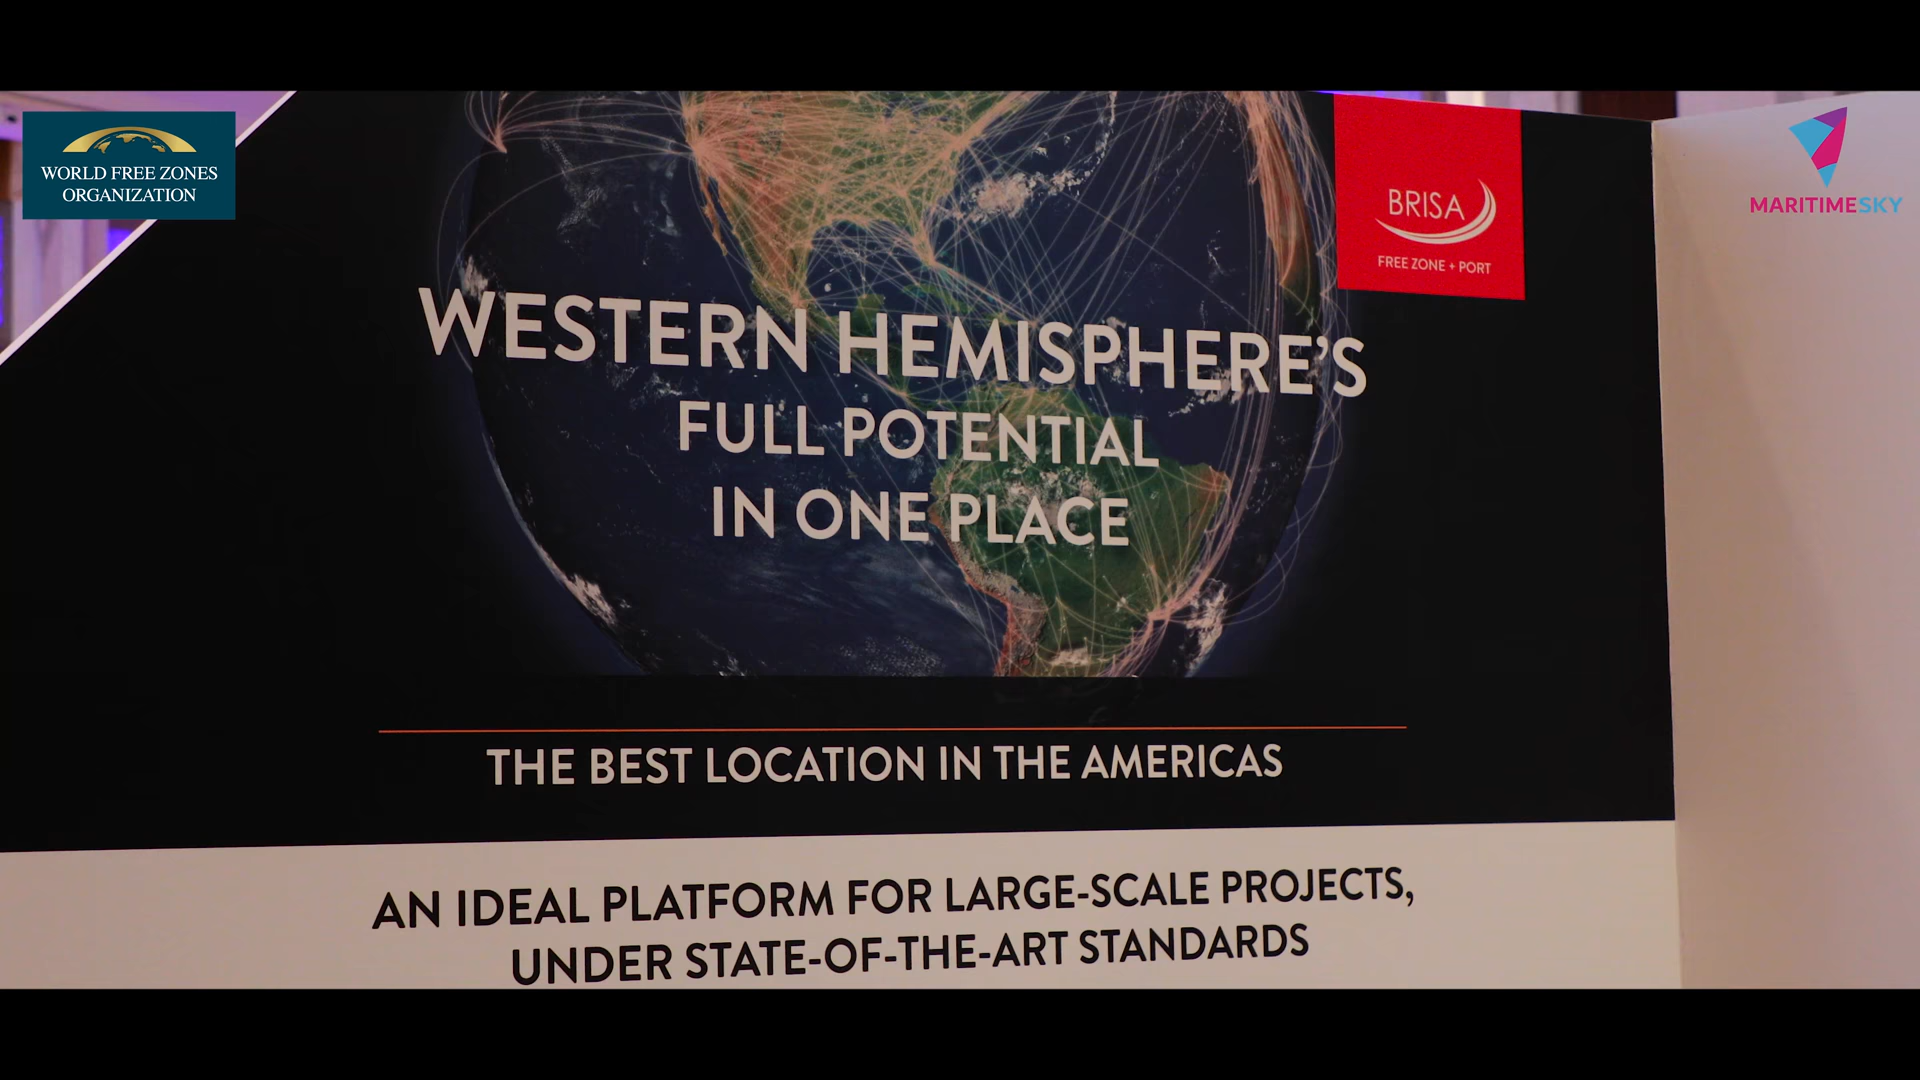 WORLD FREE ZONES
ORGANIZATION
MARITIMESKY
BRISA
FREE ZONE + PORT
WESTERN HEMISPHERE'S
FULL POTENTIAL
IN ONE PLACE
THE BEST LOCATION IN THE AMERICAS
AN IDEAL PLATFORM FOR LARGE-SCALE PROJECTS,
UNDER STATE-OF-THE-ART STANDARDS